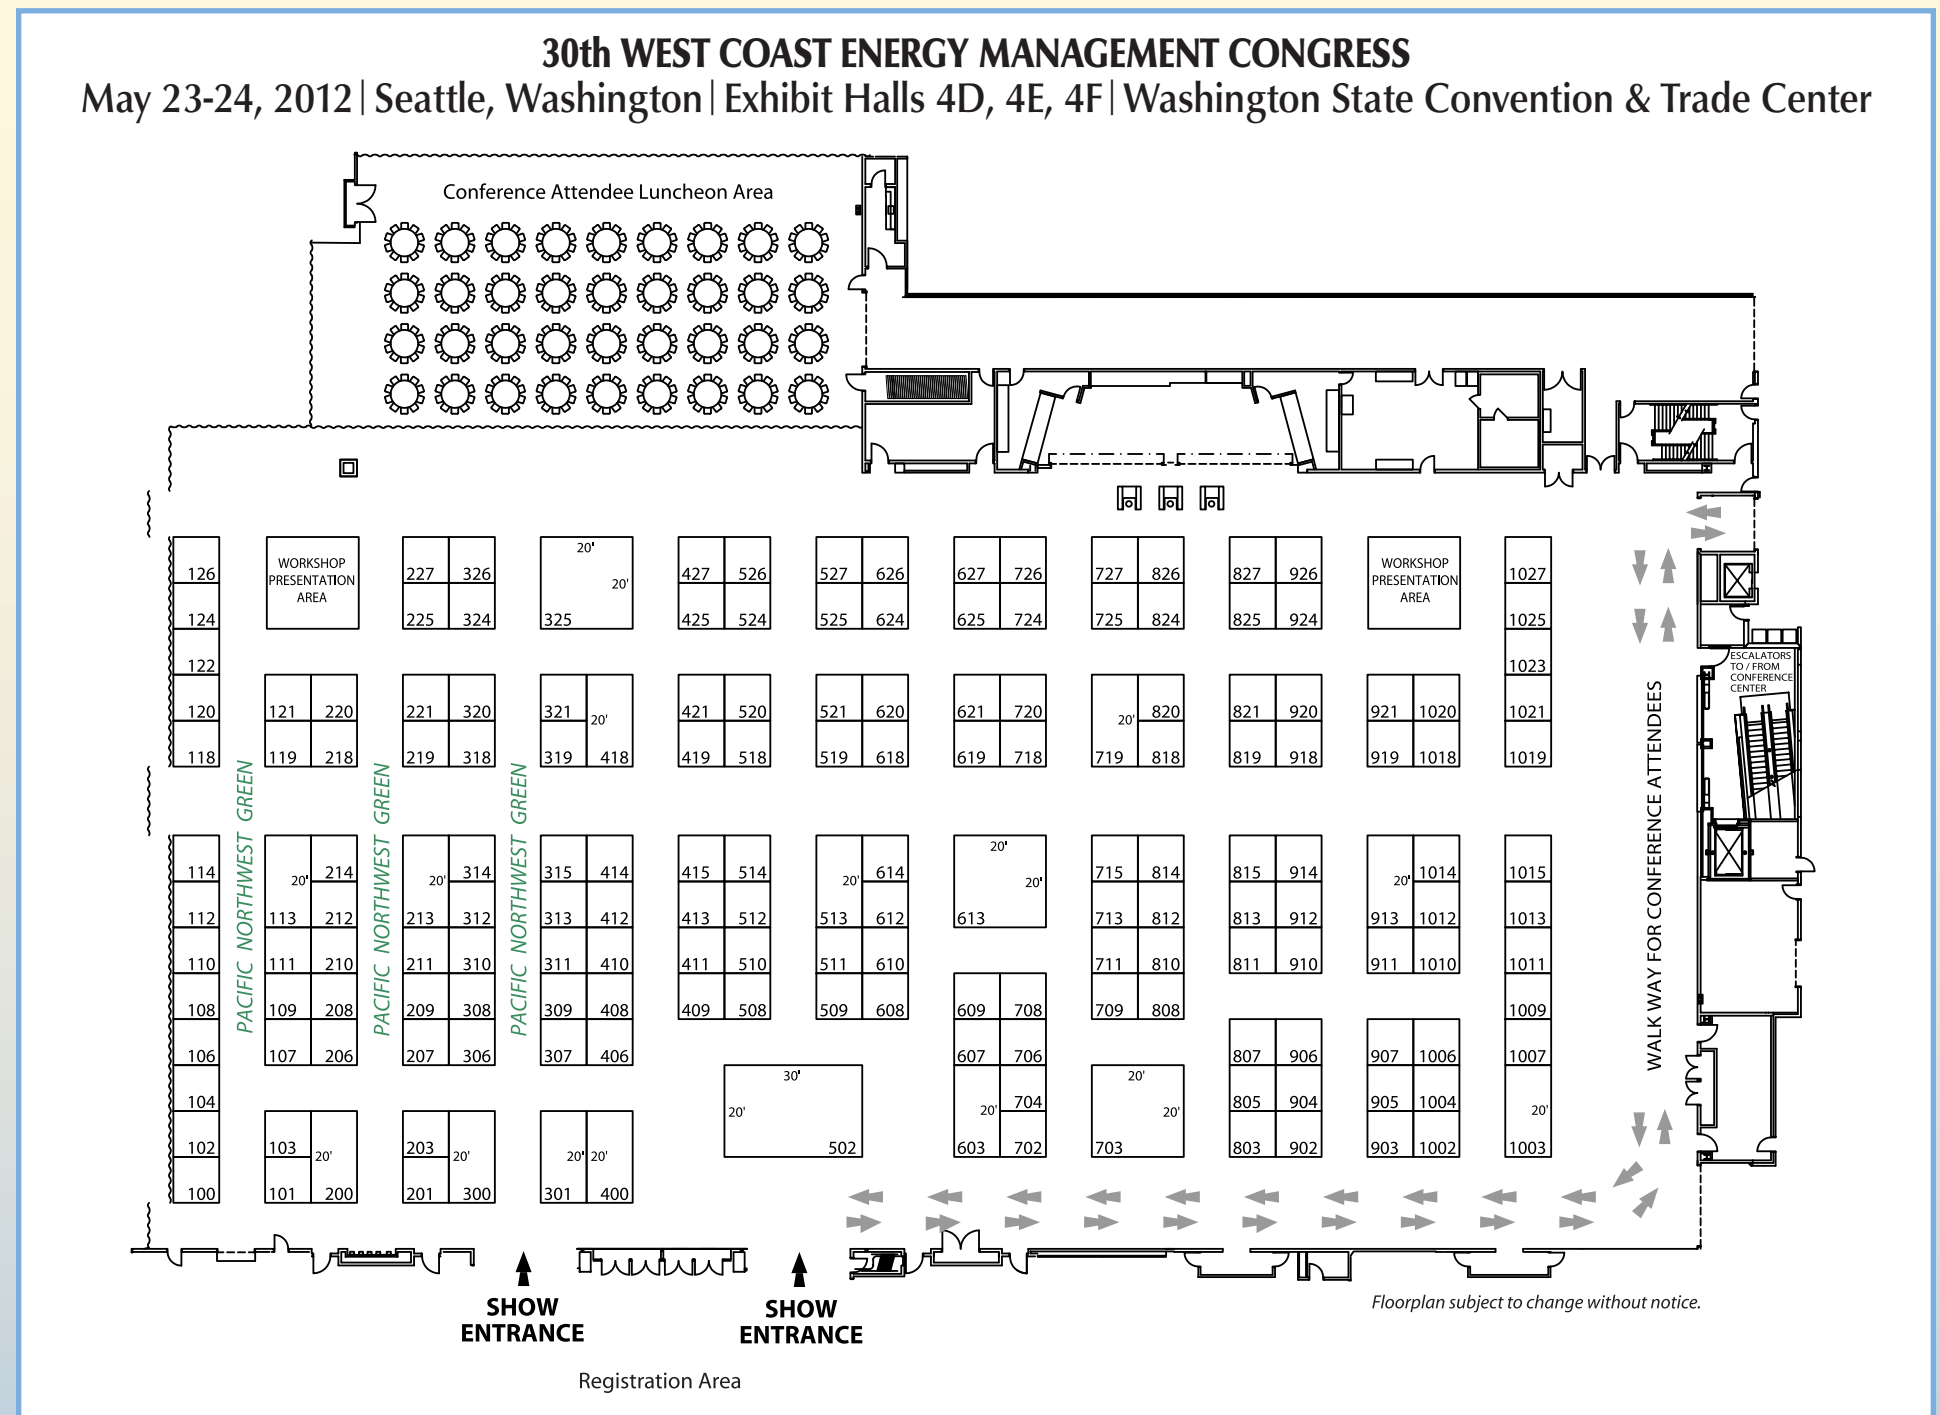 30th WEST COAST ENERGY MANAGEMENT CONGRESS
May 23-24, 2012 | Seattle, Washington | Exhibit Halls 4D, 4E, 4F | Washington State Convention & Trade Center
Conference Attendee Luncheon Area
WORKSHOP
PRESENTATION
AREA
20'
20'
WORKSHOP
PRESENTATION
AREA
126 227 326 427 526 527 626 627 726 727 826 827 926 1027
124 225 324 325 425 524 525 624 625 724 725 824 825 924 1025
122 1023
ESCALATORS
TO / FROM
CONFERENCE
CENTER
120 121 220 221 320 321 20' 421 520 521 620 621 720 20' 820 821 920 921 1020 1021
118 119 218 219 318 319 418 419 518 519 618 619 718 719 818 819 918 919 1018 1019
PACIFIC NORTHWEST GREEN
PACIFIC NORTHWEST GREEN
PACIFIC NORTHWEST GREEN
WALK WAY FOR CONFERENCE ATTENDEES
20'
114 20' 214 20' 314 315 414 415 514 20' 614 20' 715 814 815 914 20' 1014 1015
112 113 212 213 312 313 412 413 512 513 612 613 713 812 813 912 913 1012 1013
110 111 210 211 310 311 410 411 510 511 610 711 810 811 910 911 1010 1011
108 109 208 209 308 309 408 409 508 509 608 609 708 709 808 1009
106 107 206 207 306 307 406 607 706 807 906 907 1006 1007
30' 20'
104 20' 20' 704 20' 805 904 905 1004 20'
102 103 20' 203 20' 20' 20' 502 603 702 703 803 902 903 1002 1003
100 101 200 201 300 301 400
SHOW
ENTRANCE
SHOW
ENTRANCE
Floorplan subject to change without notice.
Registration Area